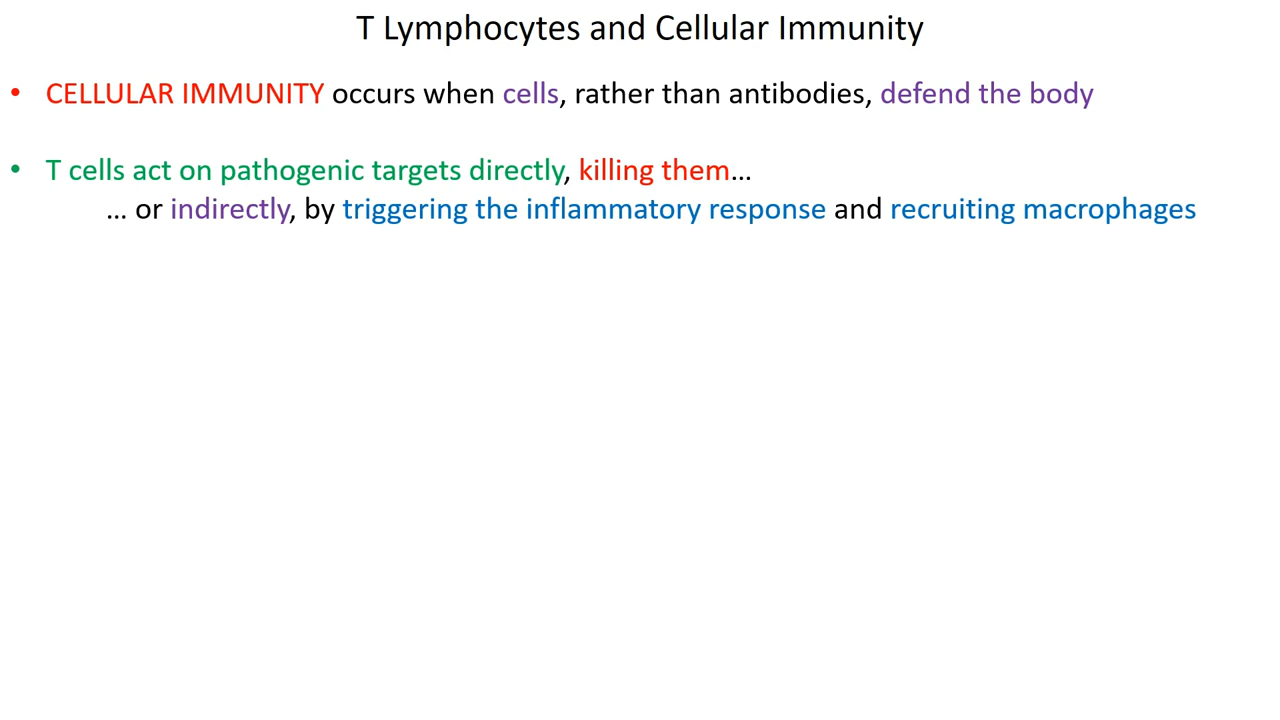 T Lymphocytes and Cellular Immunity
• CELLULAR IMMUNITY occurs when cells, rather than antibodies, defend the body
• T cells act on pathogenic targets directly, killing them…
… or indirectly, by triggering the inflammatory response and recruiting macrophages